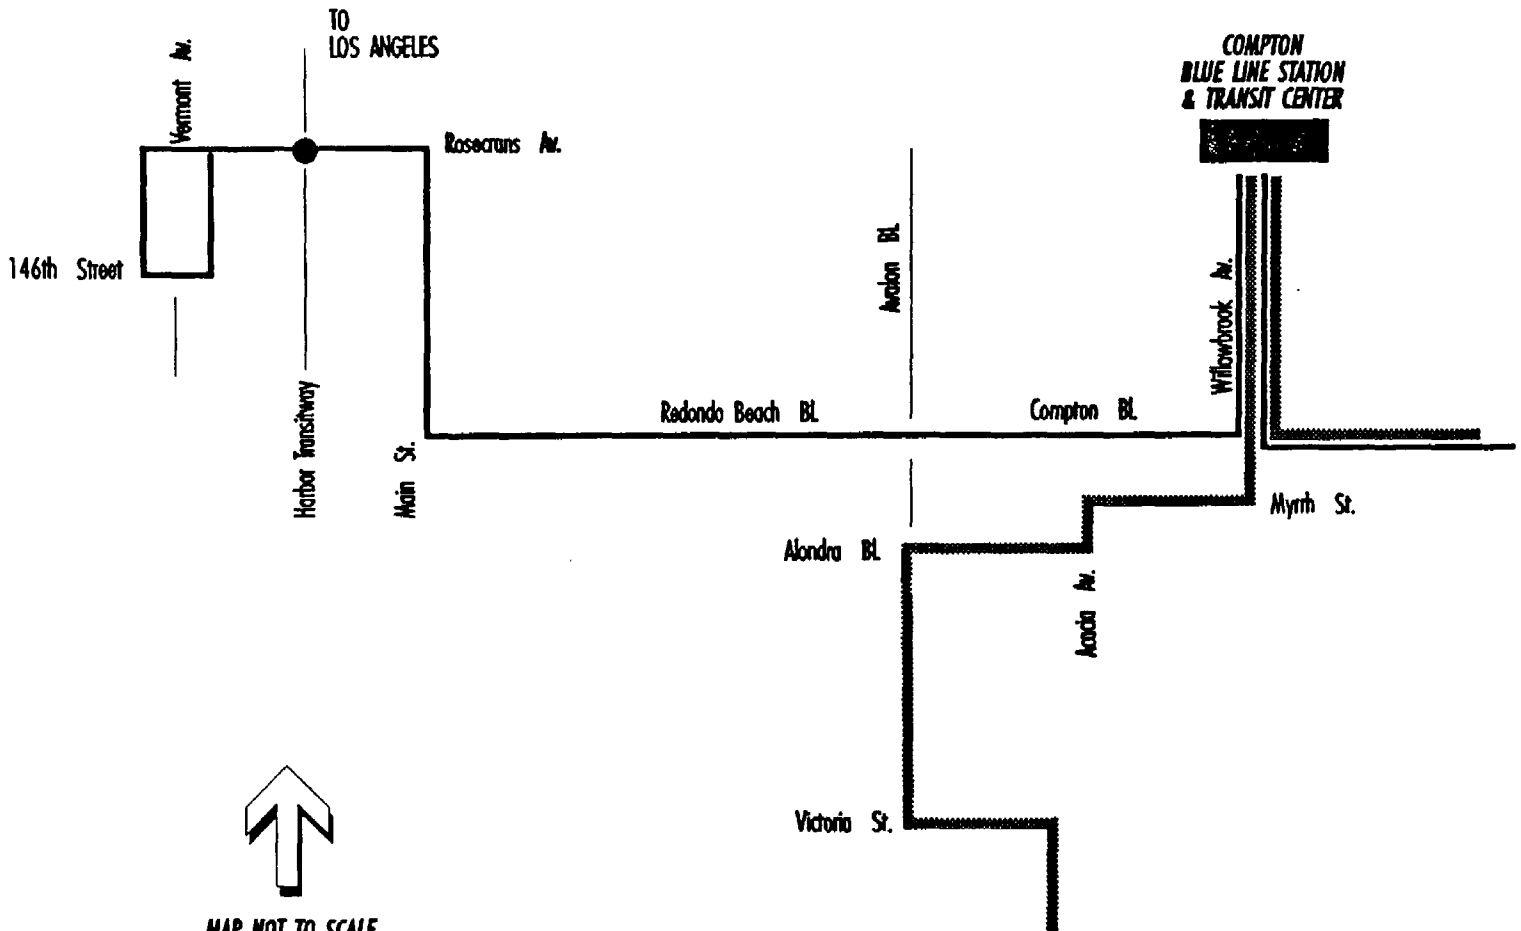 TO
LOS ANGELES
COMPTON
BLUE LINE STATION
& TRANSIT CENTER
Vermont Av.
Rosecrans Av.
146th Street
Avalon Bl.
Willowbrook Av.
Redondo Beach Bl.
Compton Bl.
Harbor Transitway
Main St.
Myrrh St.
Alondra Bl.
Acacia Av.
Victoria St.
MAP NOT TO SCALE